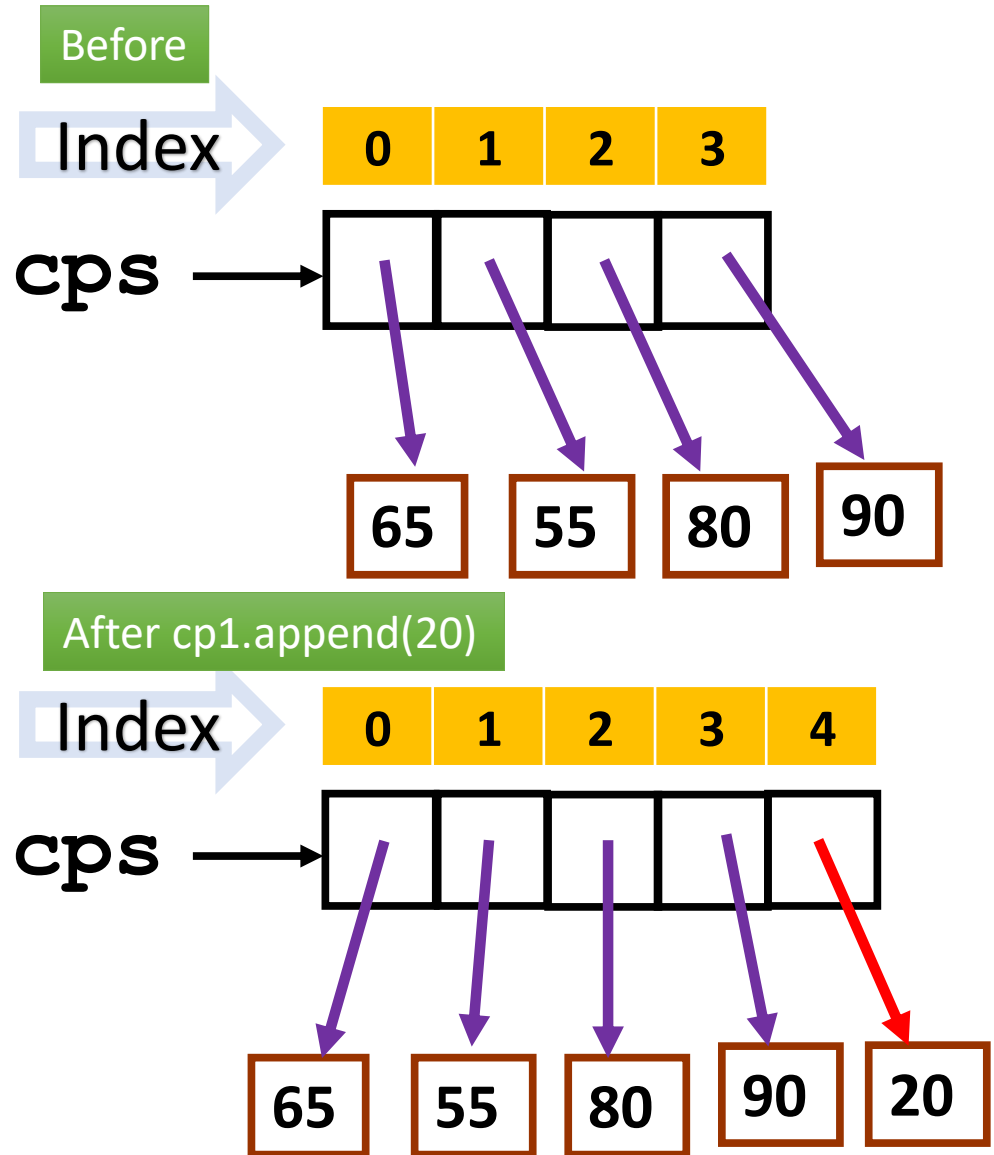 Before
Index 0 1 2 3
cps
65 55 80 90
After cp1.append(20)
Index 0 1 2 3 4
cps
65 55 80 90 20